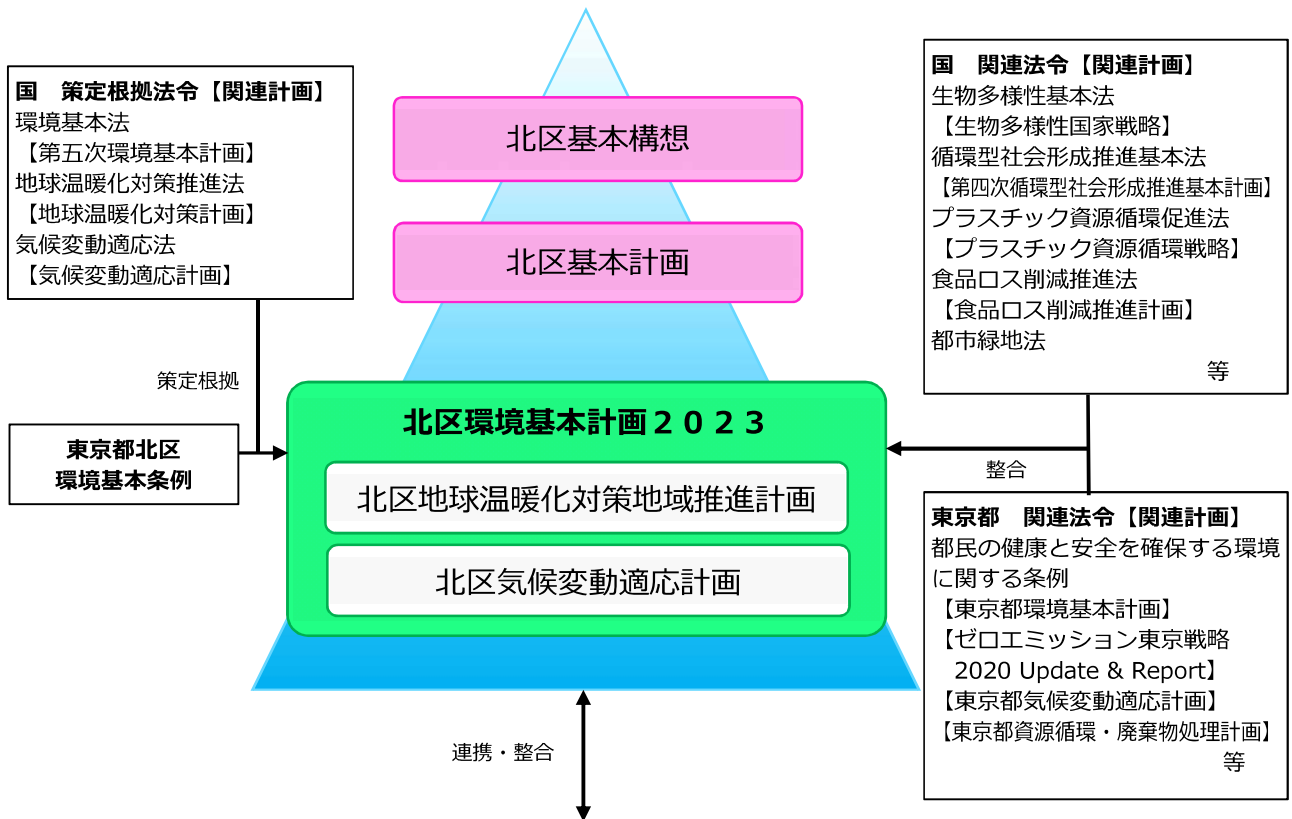 国　策定根拠法令【関連計画】
環境基本法
【第五次環境基本計画】
地球温暖化対策推進法
【地球温暖化対策計画】
気候変動適応法
【気候変動適応計画】
策定根拠
東京都北区
環境基本条例
北区基本構想
北区基本計画
北区環境基本計画２０２３
北区地球温暖化対策地域推進計画
北区気候変動適応計画
連携・整合
国　関連法令【関連計画】
生物多様性基本法
【生物多様性国家戦略】
循環型社会形成推進基本法
【第四次循環型社会形成推進基本計画】
プラスチック資源循環促進法
【プラスチック資源循環戦略】
食品ロス削減推進法
【食品ロス削減推進計画】
都市緑地法
等
整合
東京都　関連法令【関連計画】
都民の健康と安全を確保する環境
に関する条例
【東京都環境基本計画】
【ゼロエミッション東京戦略
2020 Update & Report】
【東京都気候変動適応計画】
【東京都資源循環・廃棄物処理計画】
等